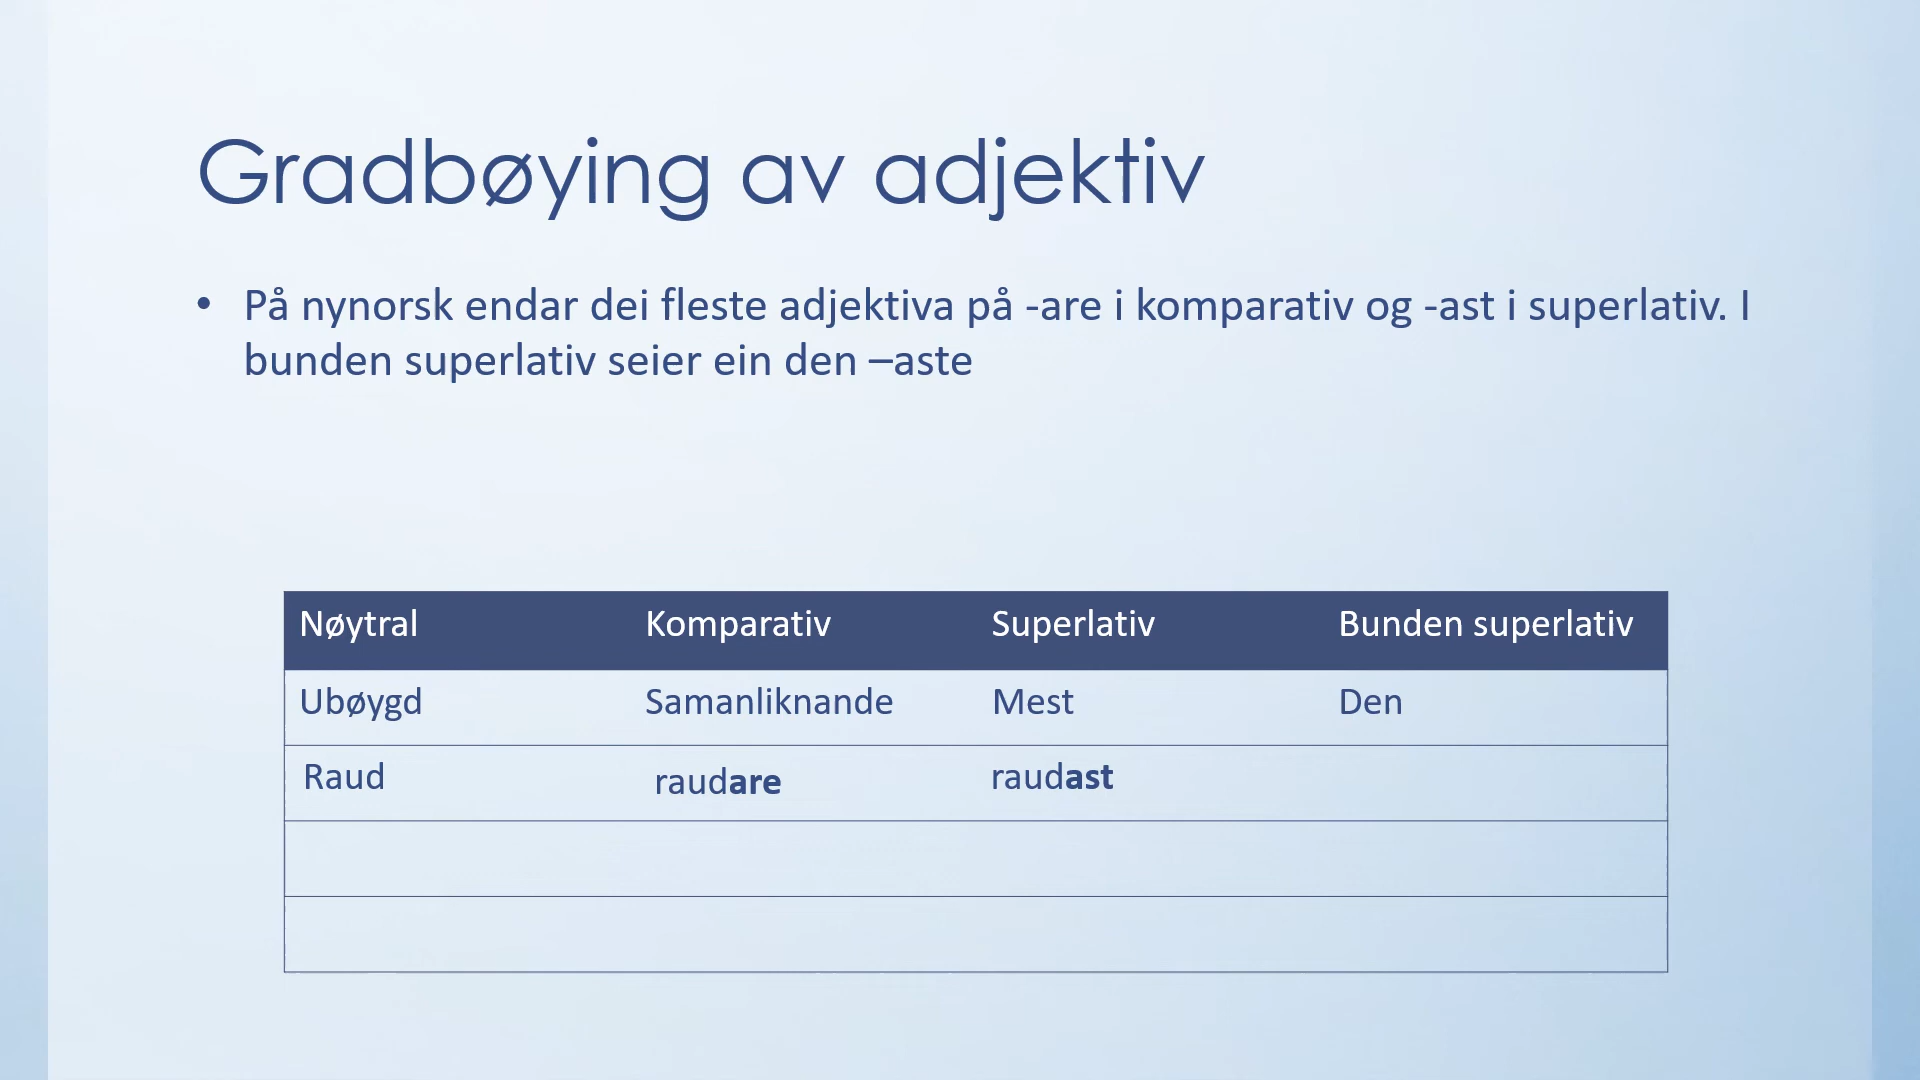 Gradbøying av adjektiv
• På nynorsk endar dei fleste adjektiva på -are i komparativ og -ast i superlativ. I
bunden superlativ seier ein den –aste
Nøytral Komparativ Superlativ Bunden superlativ
Ubøygd Samanliknande Mest Den
Raud raudare raudast